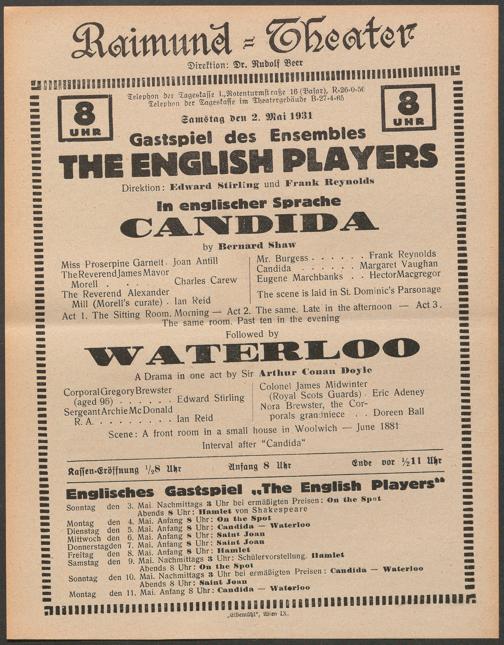 Raimund=Theater
Direktion: Dr. Rudolf Beer
Telephon der Tageskasse I., Rotenturmstraße 16 (Palaz), R-26-0-56
Telephon der Tageskasse im Theatergebäude B-27-4-65
8 UHR
8 UHR
Samstag den 2. Mai 1931
Gastspiel des Ensembles
THE ENGLISH PLAYERS
Direktion: Edward Stirling und Frank Reynolds
In englischer Sprache
CANDIDA
by Bernard Shaw
Miss Proserpine Garnett . Joan Antill
The Reverend James Mavor
Morell . . . . . . Charles Carew
The Reverend Alexander
Mill (Morell's curate) . Ian Reid
Mr. Burgess . . . . . . Frank Reynolds
Candida . . . . . . Margaret Vaughan
Eugene Marchbanks . . Hector Macgregor
The scene is laid in St. Dominic's Parsonage
Act 1. The Sitting Room. Morning — Act 2. The same. Late in the afternoon — Act 3.
The same room. Past ten in the evening
Followed by
WATERLOO
A Drama in one act by Sir Arthur Conan Doyle
Corporal Gregory Brewster
(aged 95) . . . . . . Edward Stirling
Sergeant Archie McDonald
R. A. . . . . . . . . Ian Reid
Colonel James Midwinter
(Royal Scots Guards) . Eric Adeney
Nora Brewster, the Cor-
porals grandniece . . Doreen Ball
Scene: A front room in a small house in Woolwich — June 1881
Interval after "Candida"
Kassen-Eröffnung ½8 Uhr Anfang 8 Uhr Ende vor ½11 Uhr
Englisches Gastspiel „The English Players"
Sonntag den 3. Mai. Nachmittags 3 Uhr bei ermäßigten Preisen: On the Spot
Abends 8 Uhr: Hamlet von Shakespeare
Montag den 4. Mai. Anfang 8 Uhr: On the Spot
Dienstag den 5. Mai. Anfang 8 Uhr: Candida — Waterloo
Mittwoch den 6. Mai. Anfang 8 Uhr: Saint Joan
Donnerstag den 7. Mai. Anfang 8 Uhr: Saint Joan
Freitag den 8. Mai. Anfang 8 Uhr: Hamlet
Samstag den 9. Mai. Nachmittags 3 Uhr: Schülervorstellung. Hamlet
Abends 8 Uhr: On the Spot
Sonntag den 10. Mai. Nachmittags 3 Uhr bei ermäßigten Preisen: Candida — Waterloo
Abends 8 Uhr: Saint Joan
Montag den 11. Mai. Anfang 8 Uhr: Candida — Waterloo
„Elbemühl", Wien IX.